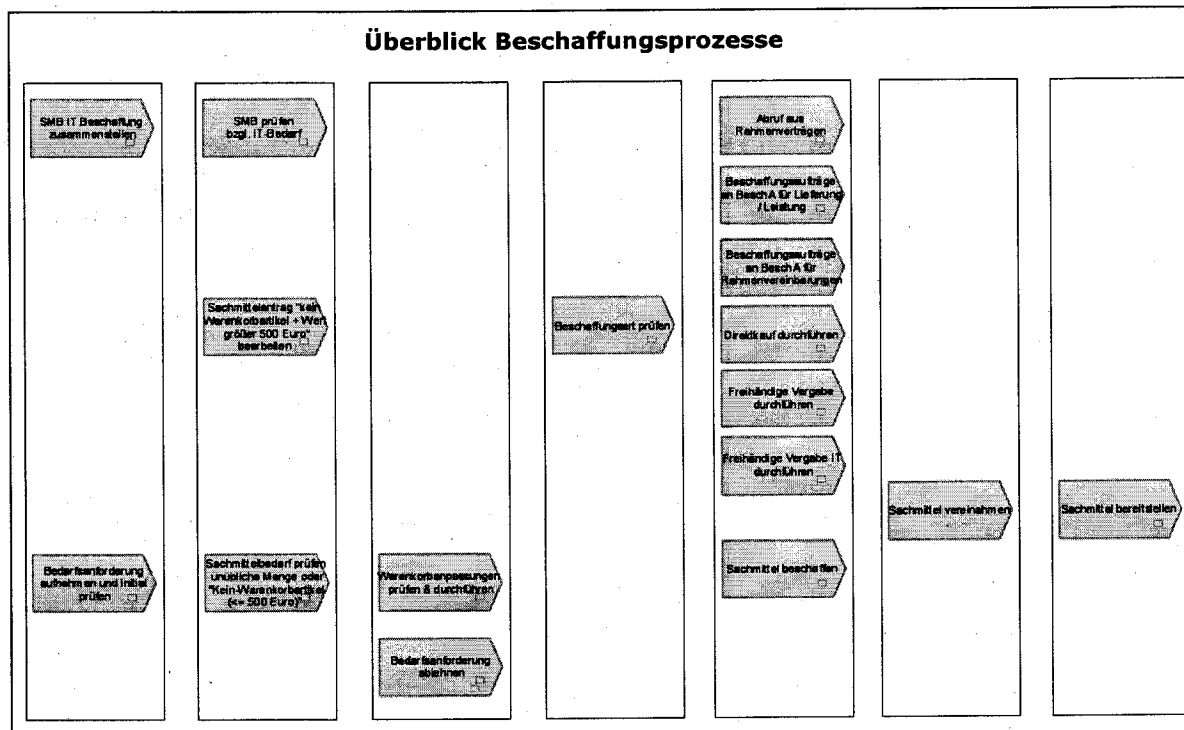 Überblick Beschaffungsprozesse
SMB IT Beschaffung
zusammenstellen
Bedarfsanforderung
aufnehmen und initial
prüfen
SMB prüfen
bzgl. IT-Bedarf
Sachmittelantrag "kein
Warenkorbartikel + Wert
größer 500 Euro"
bearbeiten
Sachmittelbedarf prüfen
unübliche Menge oder
"Kein-Warenkorbartikel
(<= 500 Euro)"
Warenkorbanpassungen
prüfen & durchführen
Bedarfsanforderung
ablehnen
Beschaffungsart prüfen
Abruf aus
Rahmenverträgen
Beschaffungsaufträge
an BeschA für Lieferung
/ Leistung
Beschaffungsaufträge
an BeschA für
Rahmenvereinbarungen
Direktkauf durchführen
Freihändige Vergabe
durchführen
Freihändige Vergabe IT
durchführen
Sachmittel beschaffen
Sachmittel vereinahmen
Sachmittel bereitstellen